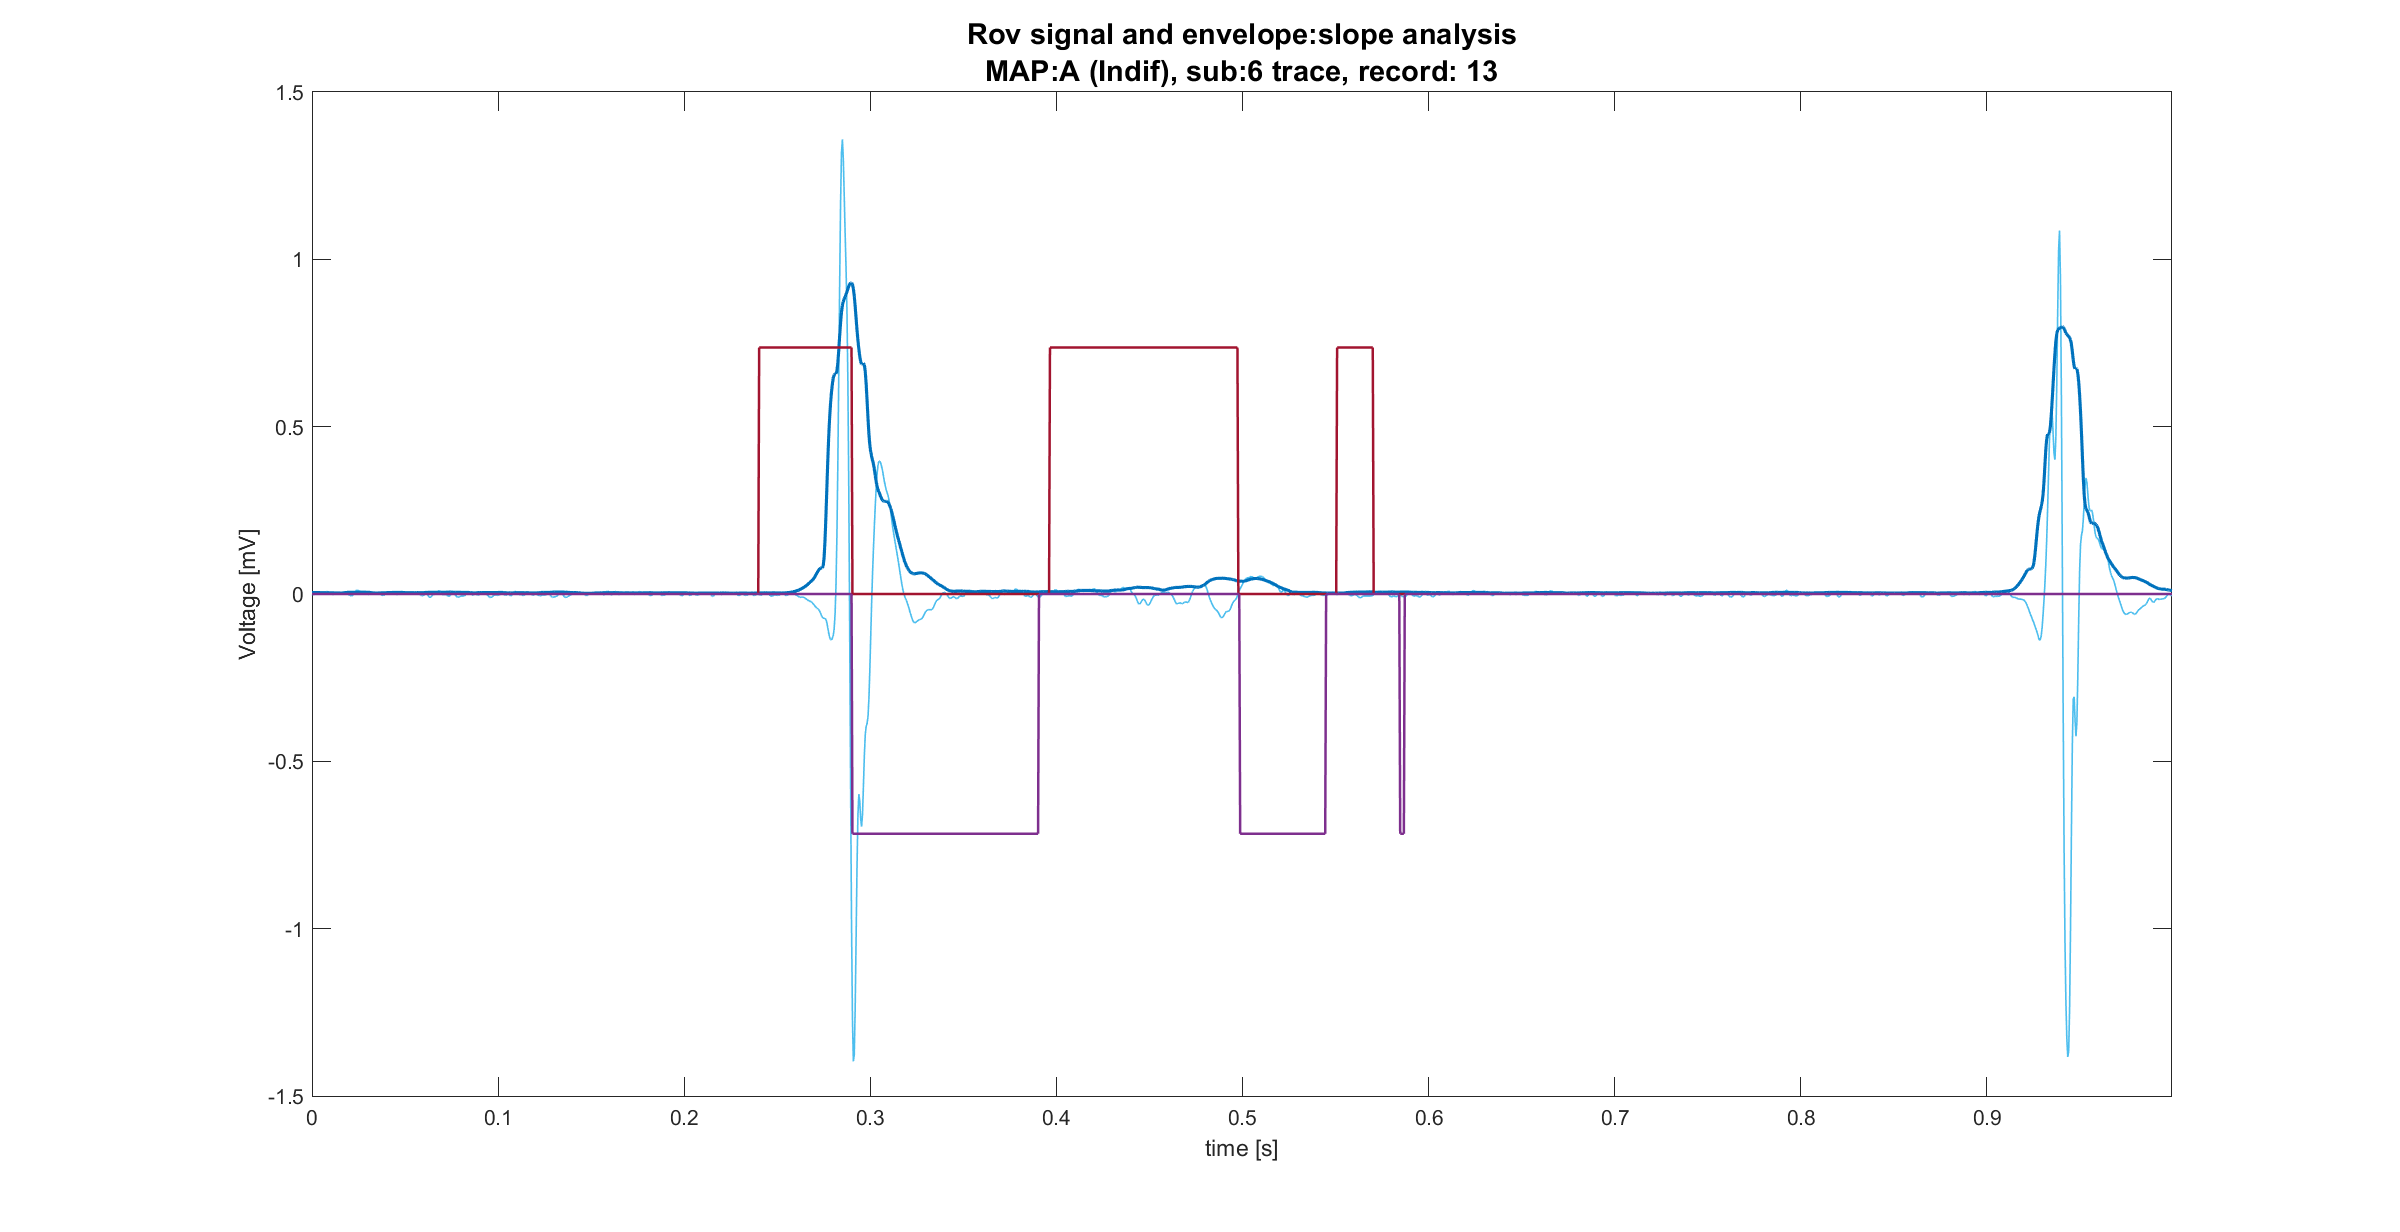 Rov signal and envelope:slope analysis
MAP:A (Indif), sub:6 trace, record: 13
1.5
1
0.5
0
-0.5
-1
-1.5
Voltage [mV]
0 0.1 0.2 0.3 0.4 0.5 0.6 0.7 0.8 0.9
time [s]